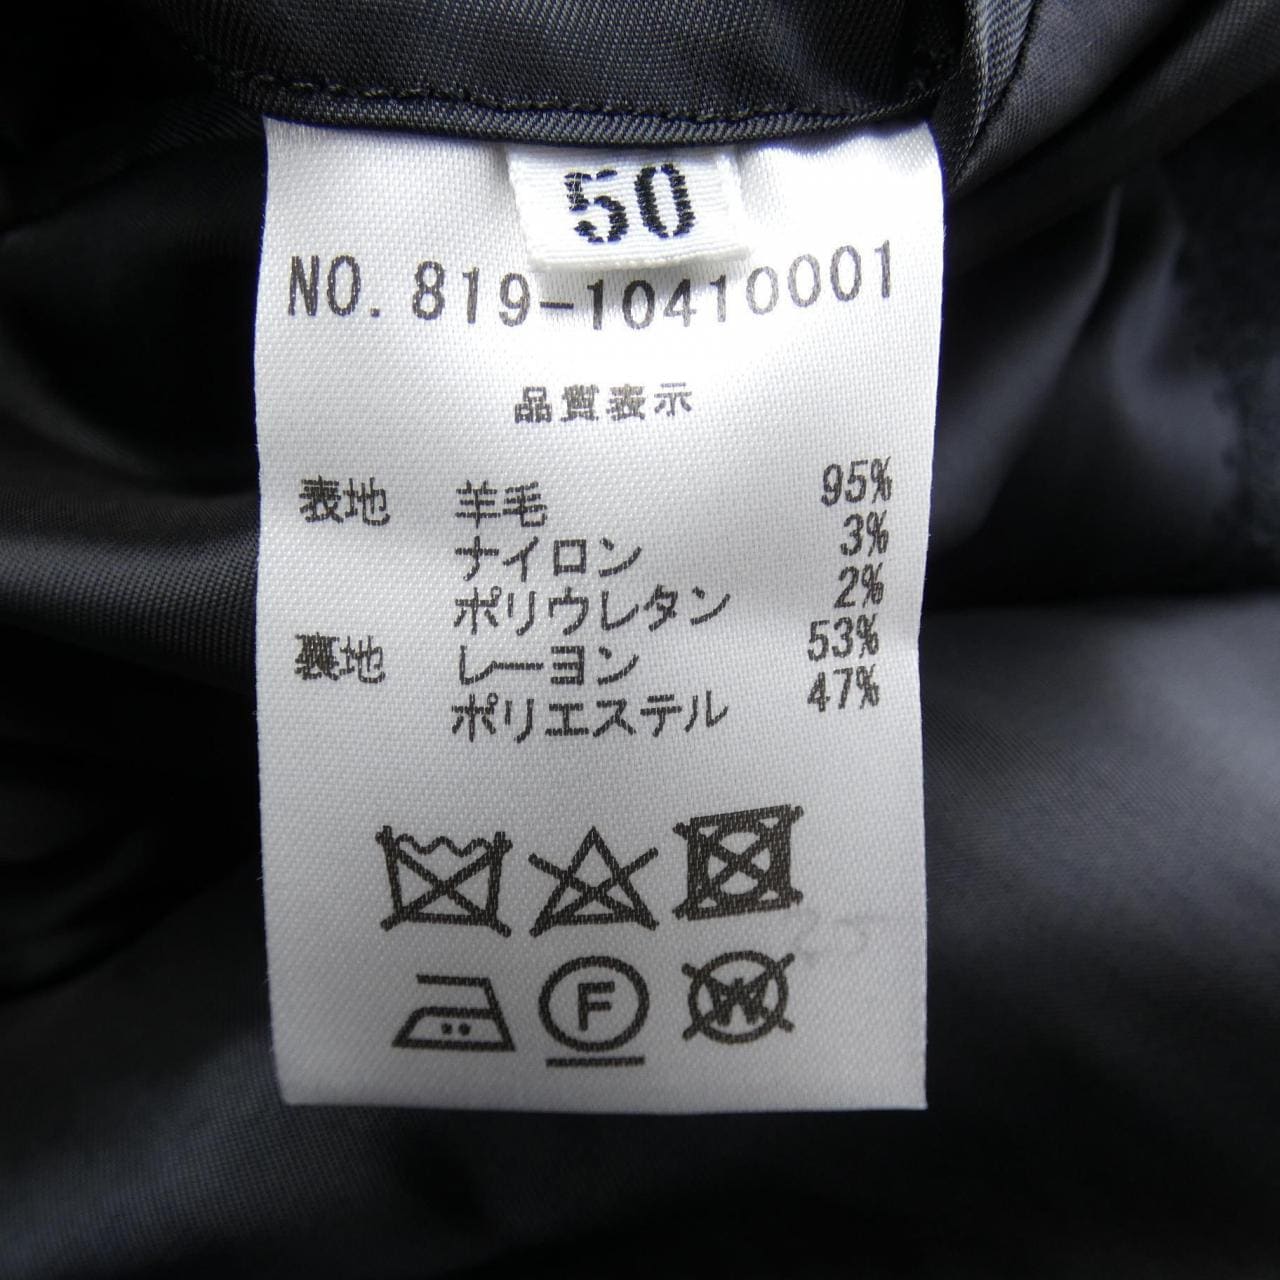 50
NO. 819-10410001
品質表示
表地 羊毛 95%
ナイロン 3%
ポリウレタン 2%
裏地 レーヨン 53%
ポリエステル 47%
F
W